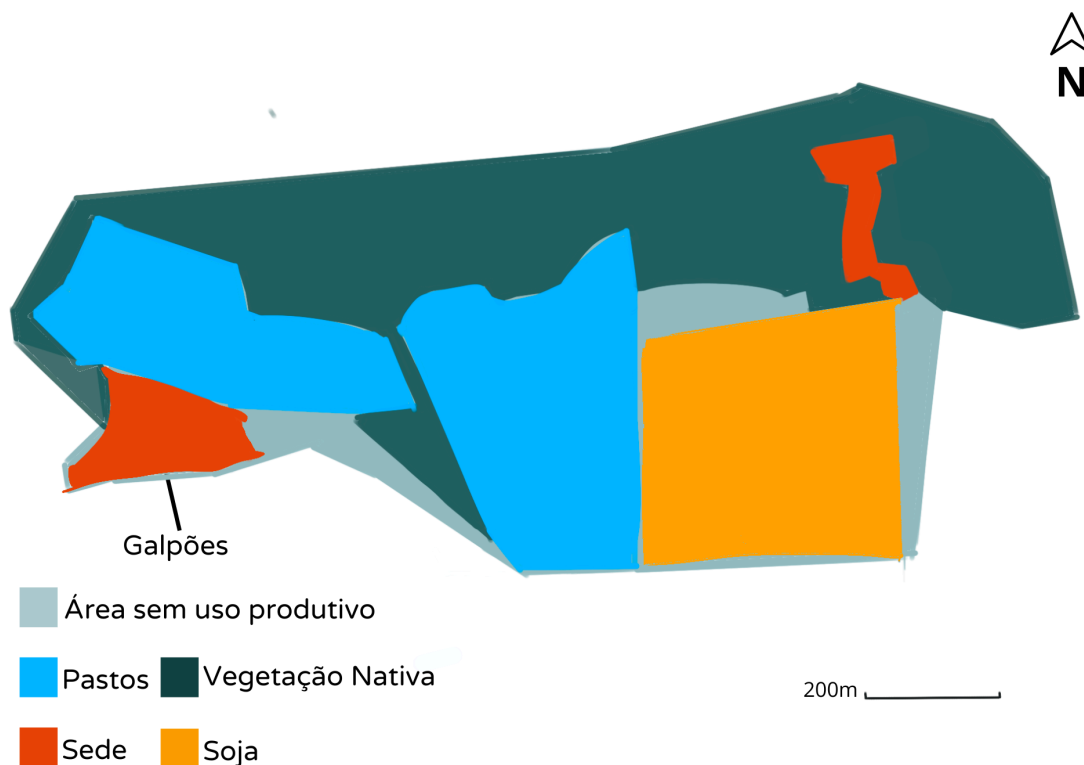 N
Galpões
Área sem uso produtivo
Pastos
Vegetação Nativa
200m
Sede
Soja